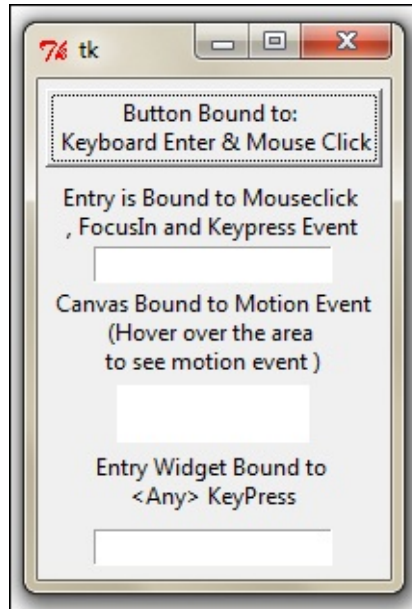 tk
Button Bound to:
Keyboard Enter & Mouse Click
Entry is Bound to Mouseclick
, FocusIn and Keypress Event
Canvas Bound to Motion Event
(Hover over the area
to see motion event )
Entry Widget Bound to
<Any> KeyPress